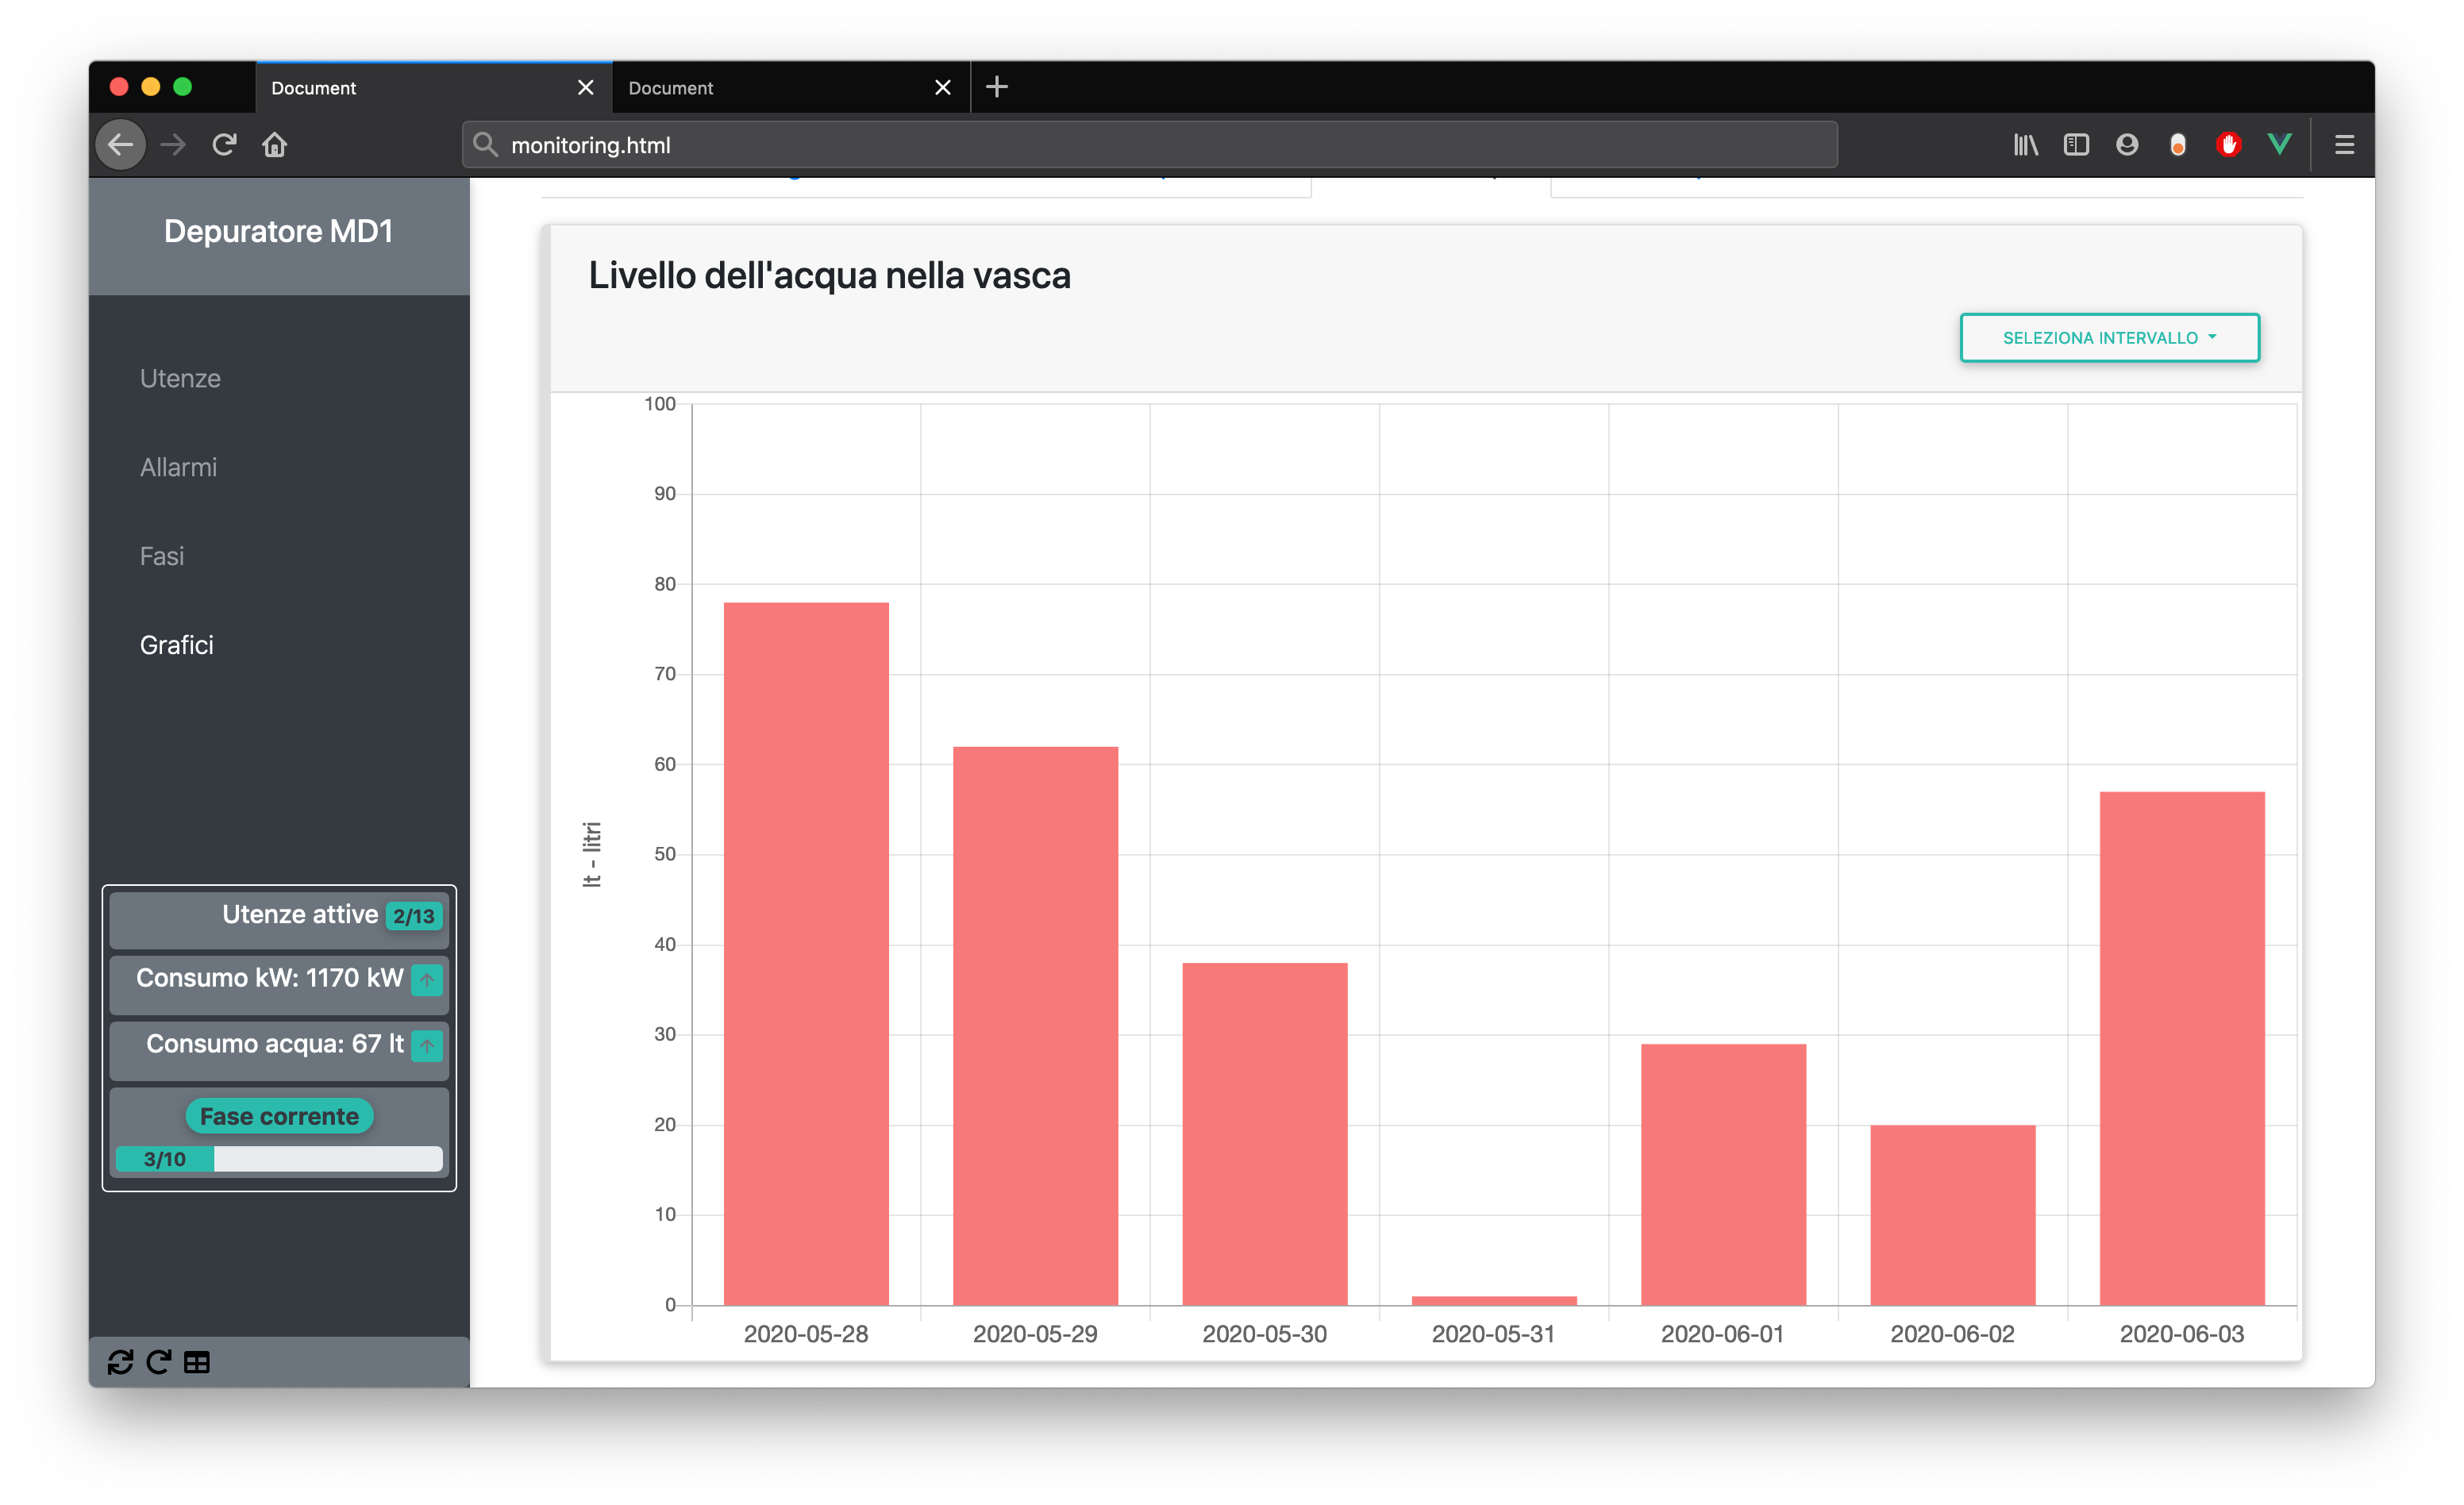 Document
Document
monitoring.html
Depuratore MD1
Utenze
Allarmi
Fasi
Grafici
Utenze attive 2/13
Consumo kW: 1170 kW
Consumo acqua: 67 lt
Fase corrente
3/10
Livello dell'acqua nella vasca
SELEZIONA INTERVALLO
lt - litri
100
90
80
70
60
50
40
30
20
10
0
2020-05-28 2020-05-29 2020-05-30 2020-05-31 2020-06-01 2020-06-02 2020-06-03